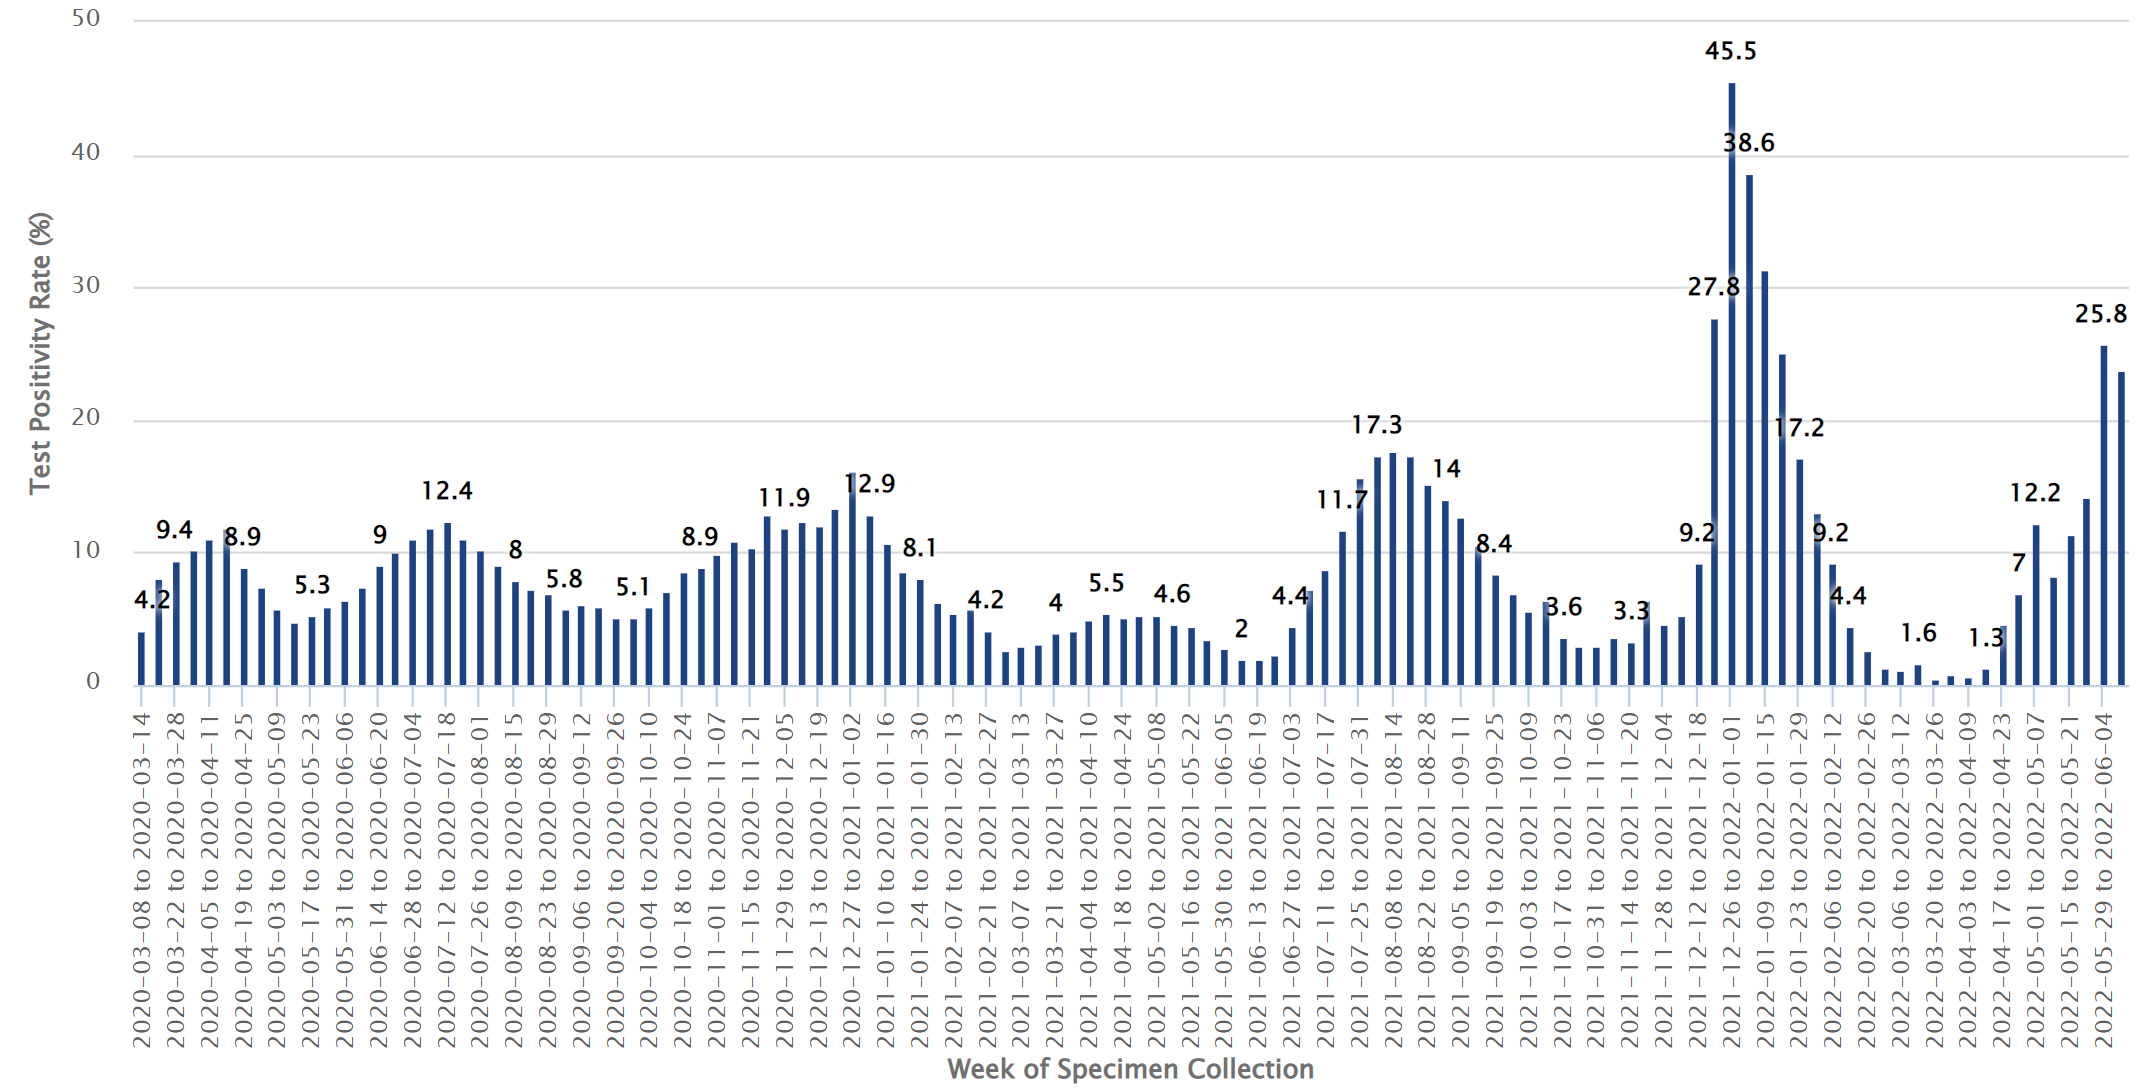 50
40
30
20
10
0
Test Positivity Rate (%)
4.2
9.4
8.9
5.3
9
12.4
8
5.8
5.1
8.9
11.9
12.9
8.1
4.2
4
5.5
4.6
2
4.4
11.7
17.3
14
8.4
3.6
3.3
9.2
27.8
45.5
38.6
17.2
9.2
4.4
1.6
1.3
7
12.2
25.8
2020-03-08 to 2020-03-14
2020-03-22 to 2020-03-28
2020-04-05 to 2020-04-11
2020-04-19 to 2020-04-25
2020-05-03 to 2020-05-09
2020-05-17 to 2020-05-23
2020-05-31 to 2020-06-06
2020-06-14 to 2020-06-20
2020-06-28 to 2020-07-04
2020-07-12 to 2020-07-18
2020-07-26 to 2020-08-01
2020-08-09 to 2020-08-15
2020-08-23 to 2020-08-29
2020-09-06 to 2020-09-12
2020-09-20 to 2020-09-26
2020-10-04 to 2020-10-10
2020-10-18 to 2020-10-24
2020-11-01 to 2020-11-07
2020-11-15 to 2020-11-21
2020-11-29 to 2020-12-05
2020-12-13 to 2020-12-19
2020-12-27 to 2021-01-02
2021-01-10 to 2021-01-16
2021-01-24 to 2021-01-30
2021-02-07 to 2021-02-13
2021-02-21 to 2021-02-27
2021-03-07 to 2021-03-13
2021-03-21 to 2021-03-27
2021-04-04 to 2021-04-10
2021-04-18 to 2021-04-24
2021-05-02 to 2021-05-08
2021-05-16 to 2021-05-22
2021-05-30 to 2021-06-05
2021-06-13 to 2021-06-19
2021-06-27 to 2021-07-03
2021-07-11 to 2021-07-17
2021-07-25 to 2021-07-31
2021-08-08 to 2021-08-14
2021-08-22 to 2021-08-28
2021-09-05 to 2021-09-11
2021-09-19 to 2021-09-25
2021-10-03 to 2021-10-09
2021-10-17 to 2021-10-23
2021-10-31 to 2021-11-06
2021-11-14 to 2021-11-20
2021-11-28 to 2021-12-04
2021-12-12 to 2021-12-18
2021-12-26 to 2022-01-01
2022-01-09 to 2022-01-15
2022-01-23 to 2022-01-29
2022-02-06 to 2022-02-12
2022-02-20 to 2022-02-26
2022-03-06 to 2022-03-12
2022-03-20 to 2022-03-26
2022-04-03 to 2022-04-09
2022-04-17 to 2022-04-23
2022-05-01 to 2022-05-07
2022-05-15 to 2022-05-21
2022-05-29 to 2022-06-04
Week of Specimen Collection